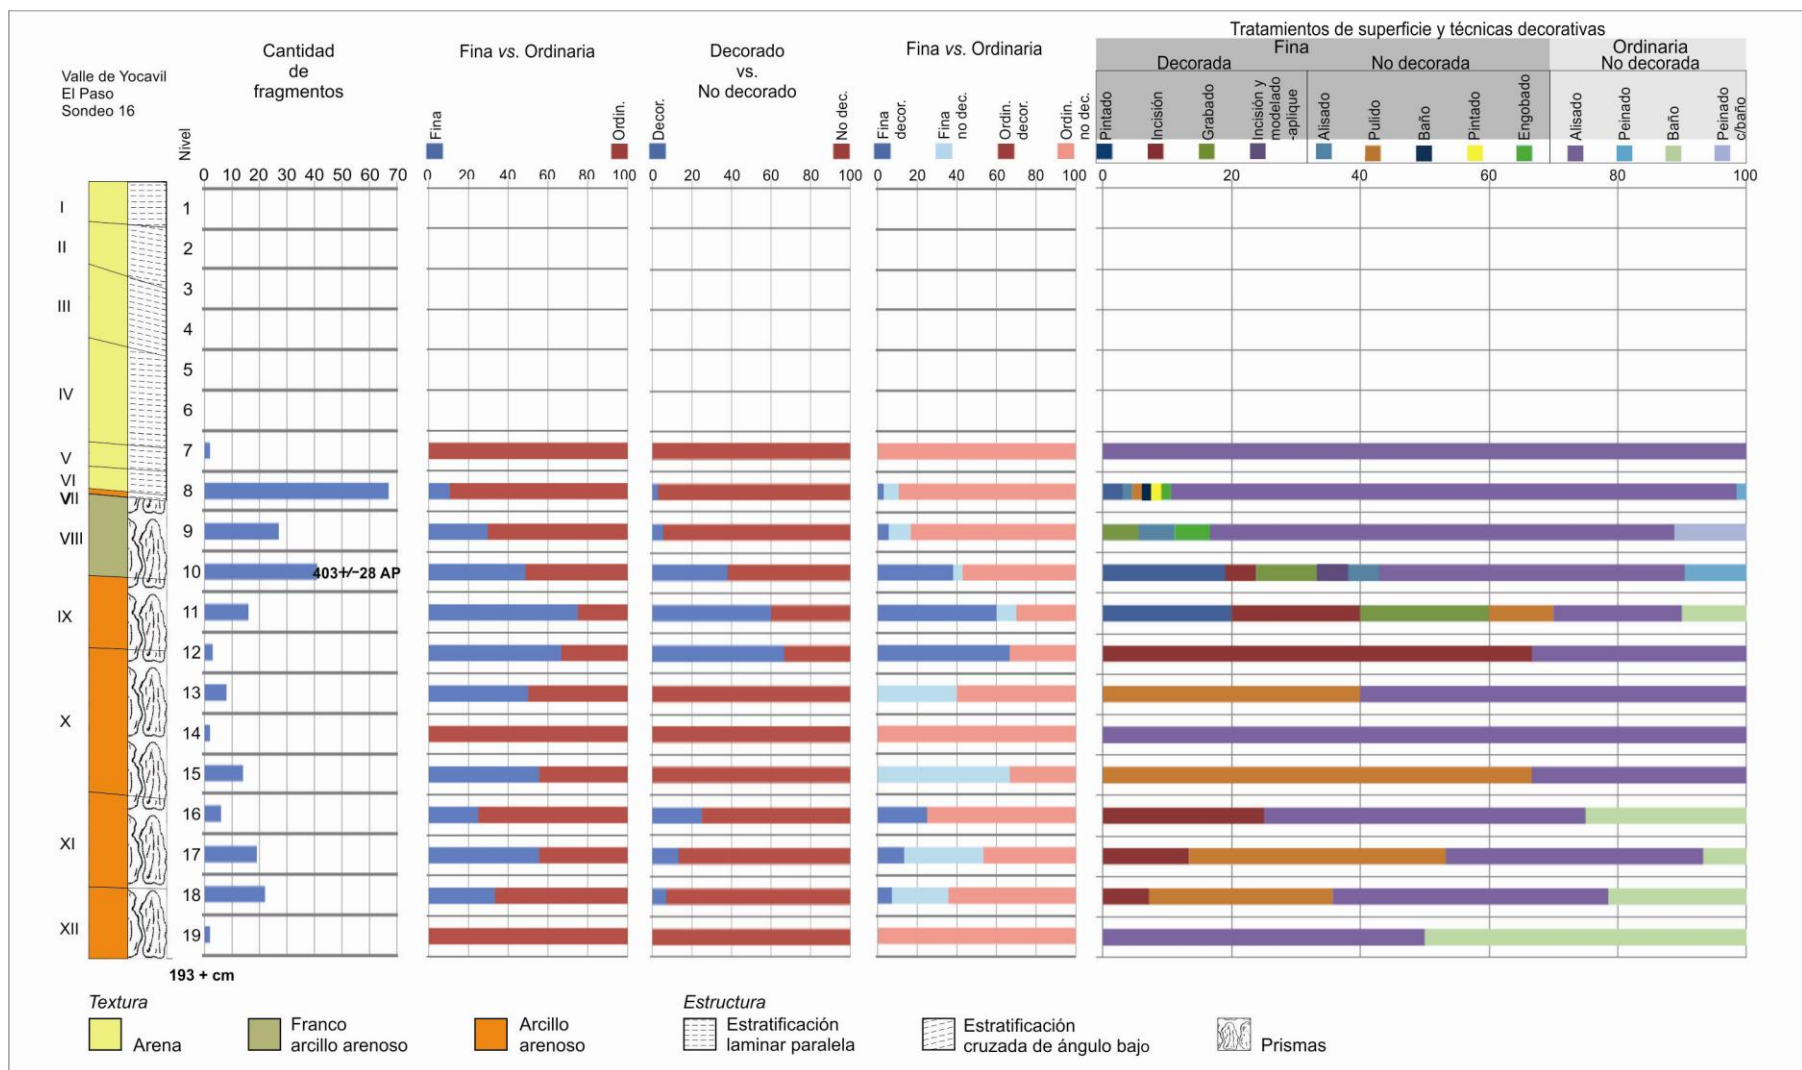 Valle de Yocavil
El Paso
Sondeo 16
Nivel
Cantidad
de
fragmentos
Fina vs. Ordinaria
Decorado
vs.
No decorado
Fina vs. Ordinaria
Tratamientos de superficie y técnicas decorativas
Fina
Decorada
No decorada
Ordinaria
No decorada
Fina
Ordin.
Decor.
No dec.
Fina
decor.
Fina
no dec.
Ordin.
decor.
Ordin.
no dec.
Pintado
Incisión
Grabado
Incisión y
modelado
-aplique
Alisado
Pulido
Baño
Pintado
Engobado
Alisado
Peinado
Baño
Peinado
c/baño
0 10 20 30 40 50 60 70
0 20 40 60 80 100
0 20 40 60 80 100
0 20 40 60 80 100
0 20 40 60 80 100
I
II
III
IV
V
VI
VII
VIII
IX
X
XI
XII
1
2
3
4
5
6
7
8
9
10
11
12
13
14
15
16
17
18
19
403+/-28 AP
193 + cm
Textura
Arena
Franco
arcillo arenoso
Arcillo
arenoso
Estructura
Estratificación
laminar paralela
Estratificación
cruzada de ángulo bajo
Prismas